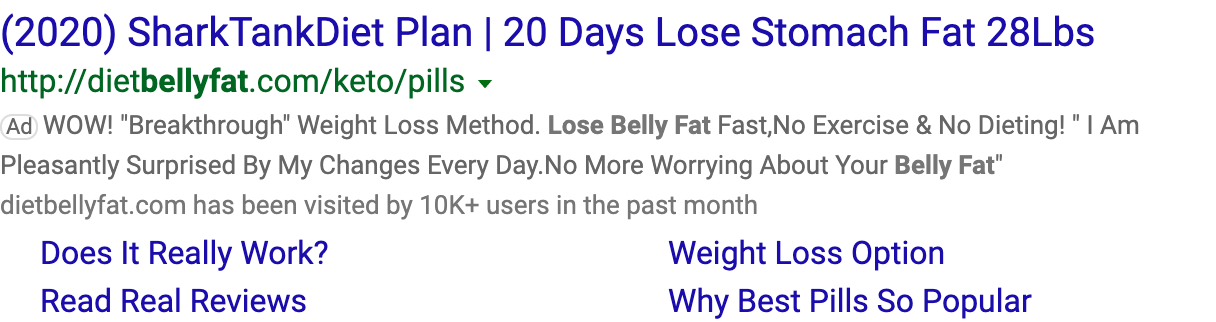 (2020) SharkTankDiet Plan | 20 Days Lose Stomach Fat 28Lbs
http://dietbellyfat.com/keto/pills
Ad WOW! "Breakthrough" Weight Loss Method. Lose Belly Fat Fast,No Exercise & No Dieting! " I Am
Pleasantly Surprised By My Changes Every Day.No More Worrying About Your Belly Fat"
dietbellyfat.com has been visited by 10K+ users in the past month
Does It Really Work?
Weight Loss Option
Read Real Reviews
Why Best Pills So Popular